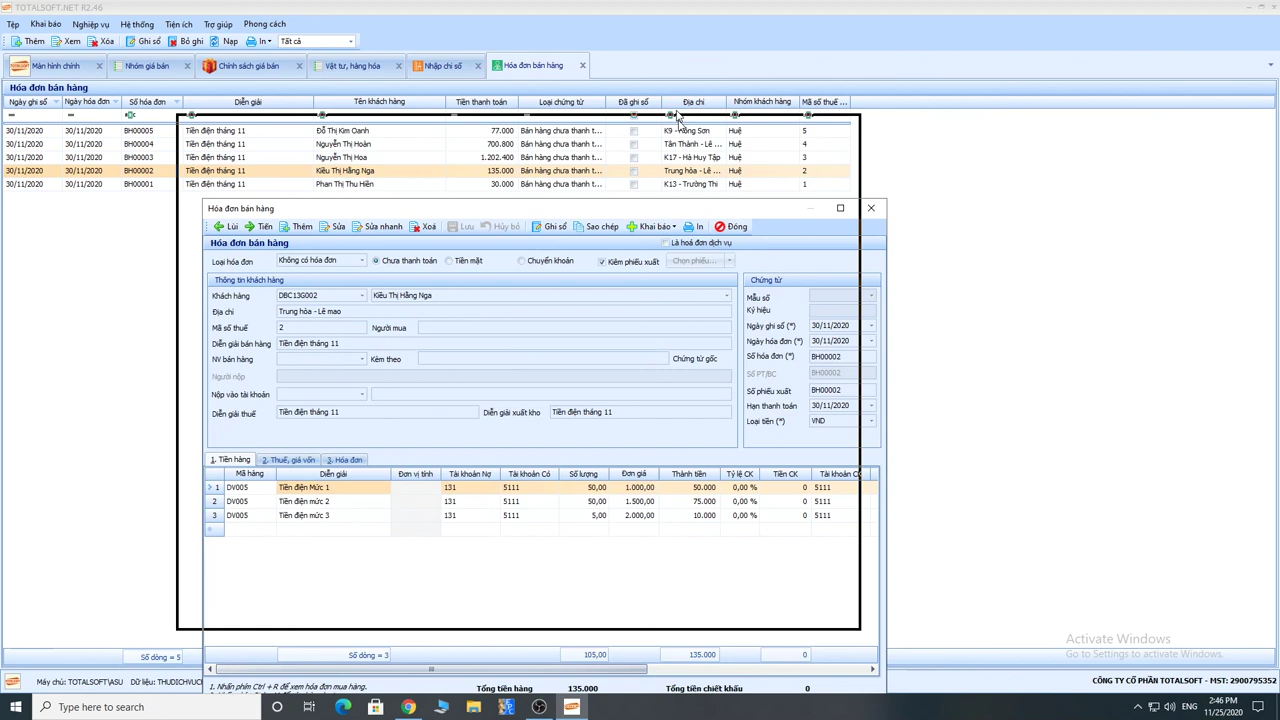 TOTALSOFT.NET R2.46
Tệp Khai báo Nghiệp vụ Hệ thống Tiện ích Trợ giúp Phong cách
Thêm Xem Xóa Ghi sổ Bỏ ghi Nạp In Tất cả
Màn hình chính Nhóm giá bán Chính sách giá bán Vật tư, hàng hóa Nhập chỉ số Hóa đơn bán hàng
Hóa đơn bán hàng
Ngày ghi sổ Ngày hóa đơn Số hóa đơn Diễn giải Tên khách hàng Tiền thanh toán Loại chứng từ Đã ghi sổ Địa chỉ Nhóm khách hàng Mã số thuế ...
30/11/2020 30/11/2020 BH00005 Tiền điện tháng 11 Đỗ Thị Kim Oanh 77.000 Bán hàng chưa thanh t... K9 - Hồng Sơn Huệ 5
30/11/2020 30/11/2020 BH00004 Tiền điện tháng 11 Nguyễn Thị Hoàn 700.800 Bán hàng chưa thanh t... Tân Thành - Lê ... Huệ 4
30/11/2020 30/11/2020 BH00003 Tiền điện tháng 11 Nguyễn Thị Hoa 1.202.400 Bán hàng chưa thanh t... K17 - Hà Huy Tập Huệ 3
30/11/2020 30/11/2020 BH00002 Tiền điện tháng 11 Kiều Thị Hằng Nga 135.000 Bán hàng chưa thanh t... Trung hòa - Lê ... Huệ 2
30/11/2020 30/11/2020 BH00001 Tiền điện tháng 11 Phan Thị Thu Hiền 30.000 Bán hàng chưa thanh t... K13 - Trường Thi Huệ 1
Hóa đơn bán hàng
Lùi Tiến Thêm Sửa Sửa nhanh Xoá Lưu Hủy bỏ Ghi sổ Sao chép Khai báo In Đóng
Hóa đơn bán hàng Là hoá đơn dịch vụ
Loại hóa đơn Không có hóa đơn Chưa thanh toán Tiền mặt Chuyển khoản Kiêm phiếu xuất Chọn phiếu...
Thông tin khách hàng Chứng từ
Khách hàng DBC13G002 Kiều Thị Hằng Nga Mẫu số
Địa chỉ Trung hòa - Lê mao Ký hiệu
Mã số thuế 2 Người mua Ngày ghi sổ (*) 30/11/2020
Diễn giải bán hàng Tiền điện tháng 11 Ngày hóa đơn (*) 30/11/2020
NV bán hàng Kèm theo Chứng từ gốc Số hóa đơn (*) BH00002
Người nộp Số PT/BC BH00002
Nộp vào tài khoản Số phiếu xuất BH00002
Diễn giải thuế Tiền điện tháng 11 Diễn giải xuất kho Tiền điện tháng 11 Hạn thanh toán 30/11/2020
Loại tiền (*) VND
1. Tiền hàng 2. Thuế, giá vốn 3. Hóa đơn
Mã hàng Diễn giải Đơn vị tính Tài khoản Nợ Tài khoản Có Số lượng Đơn giá Thành tiền Tỷ lệ CK Tiền CK Tài khoản C
1 DV005 Tiền điện Mức 1 131 5111 50,00 1.000,00 50.000 0,00 % 0 5111
2 DV005 Tiền điện mức 2 131 5111 50,00 1.500,00 75.000 0,00 % 0 5111
3 DV005 Tiền điện mức 3 131 5111 5,00 2.000,00 10.000 0,00 % 0 5111
Số dòng = 5 Số dòng = 3 105,00 135.000 0
Activate Windows
Go to Settings to activate Windows.
Máy chủ: TOTALSOFT\ASU Dữ liệu: THUDICHVUC
1. Nhấn phím Ctrl + R để xem hóa đơn mua hàng.
Tổng tiền hàng 135.000 Tổng tiền chiết khấu 0
CÔNG TY CỔ PHẦN TOTALSOFT - MST: 2900795352
Type here to search
2:46 PM
11/25/2020